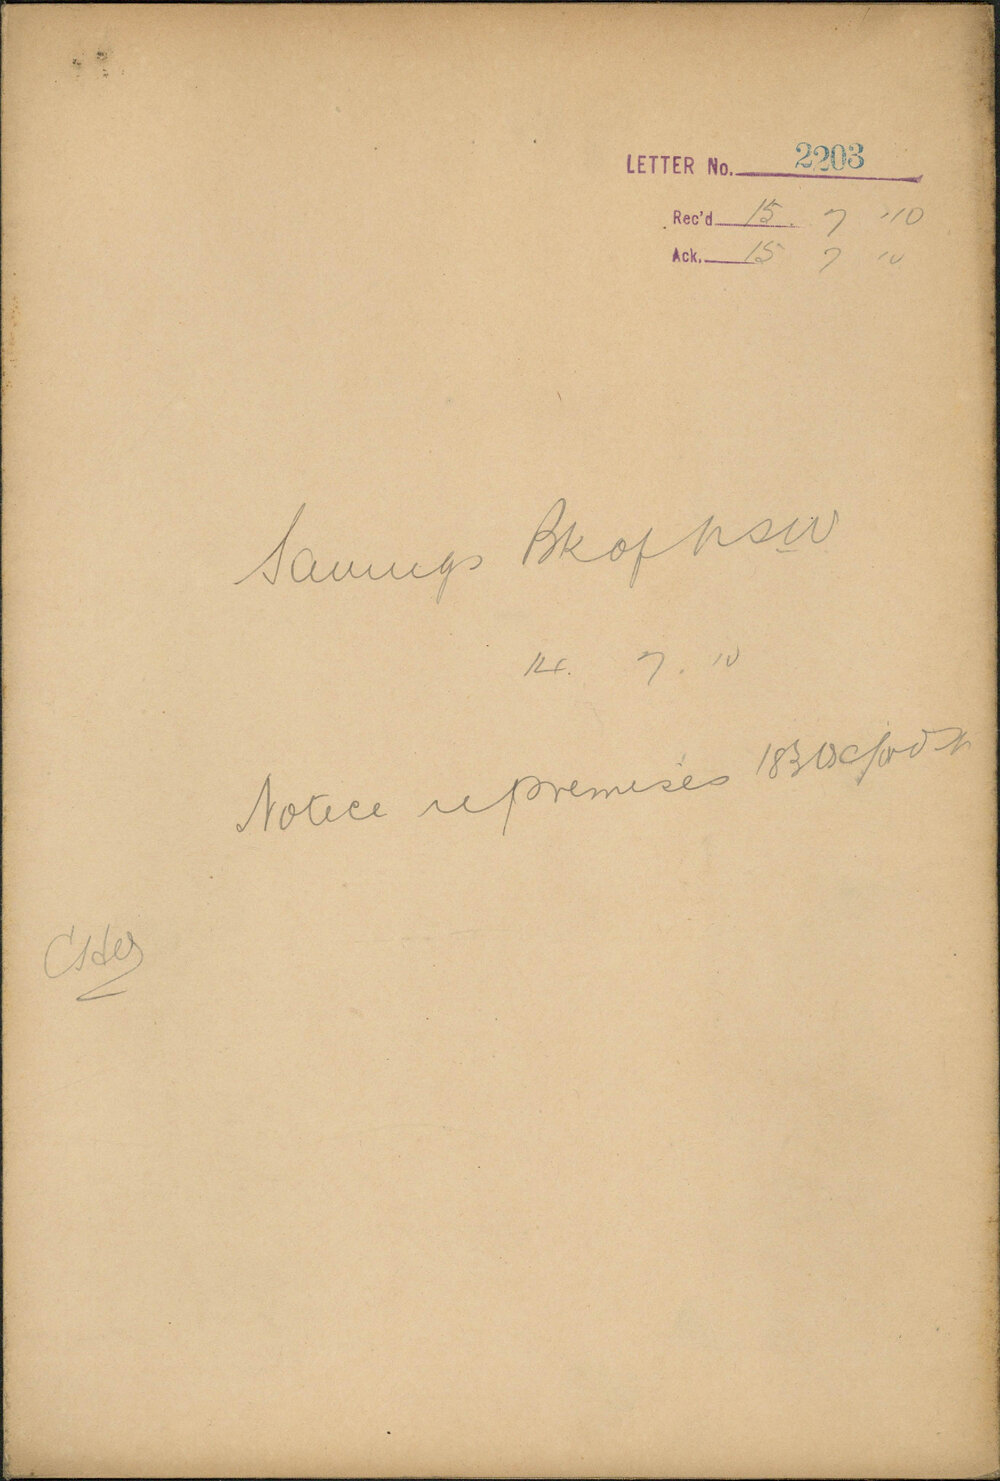 LETTER No. 2203
Rec'd 15. 7 '10
Ack. 15 7 10
Savings Bk of NSW
14. 7. 10
Notice re premises 183 Oxford St